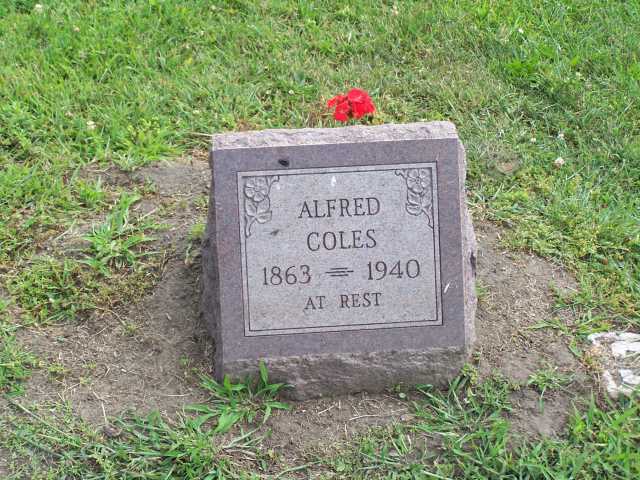 ALFRED
COLES
1863 = 1940
AT REST